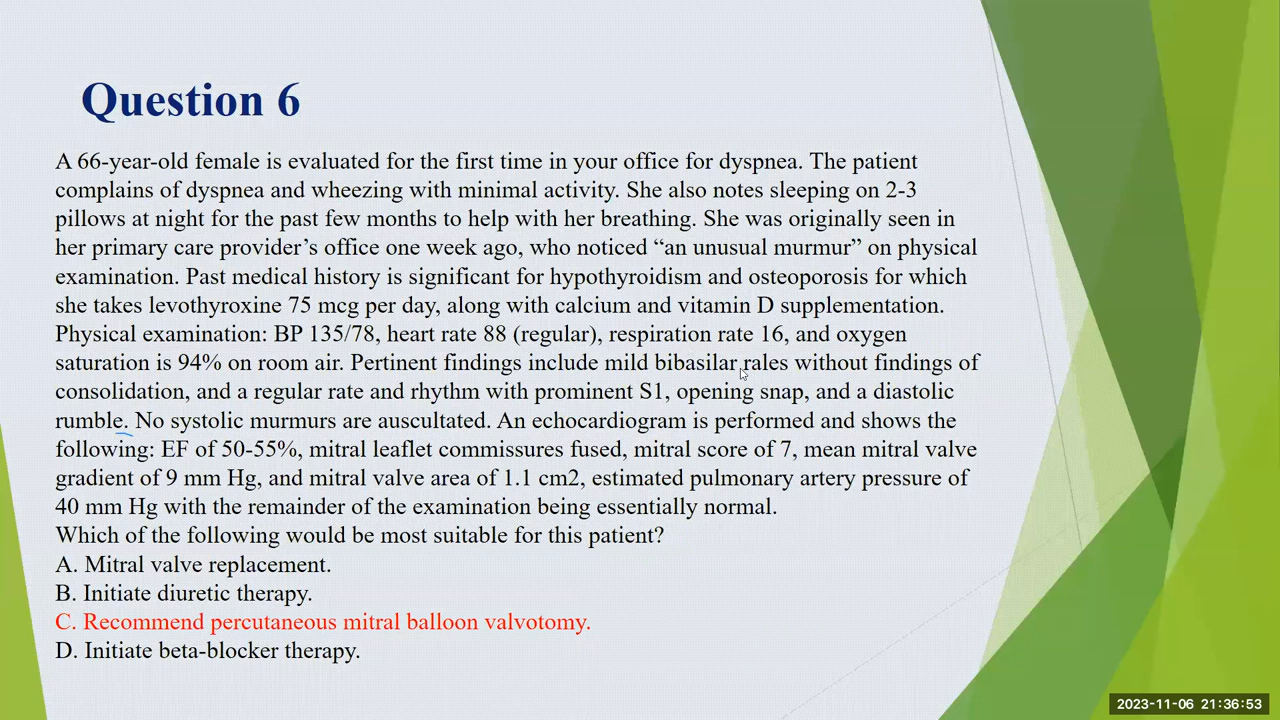 Question 6
A 66-year-old female is evaluated for the first time in your office for dyspnea. The patient
complains of dyspnea and wheezing with minimal activity. She also notes sleeping on 2-3
pillows at night for the past few months to help with her breathing. She was originally seen in
her primary care provider’s office one week ago, who noticed “an unusual murmur” on physical
examination. Past medical history is significant for hypothyroidism and osteoporosis for which
she takes levothyroxine 75 mcg per day, along with calcium and vitamin D supplementation.
Physical examination: BP 135/78, heart rate 88 (regular), respiration rate 16, and oxygen
saturation is 94% on room air. Pertinent findings include mild bibasilar rales without findings of
consolidation, and a regular rate and rhythm with prominent S1, opening snap, and a diastolic
rumble. No systolic murmurs are auscultated. An echocardiogram is performed and shows the
following: EF of 50-55%, mitral leaflet commissures fused, mitral score of 7, mean mitral valve
gradient of 9 mm Hg, and mitral valve area of 1.1 cm2, estimated pulmonary artery pressure of
40 mm Hg with the remainder of the examination being essentially normal.
Which of the following would be most suitable for this patient?
A. Mitral valve replacement.
B. Initiate diuretic therapy.
C. Recommend percutaneous mitral balloon valvotomy.
D. Initiate beta-blocker therapy.
2023-11-06 21:36:53